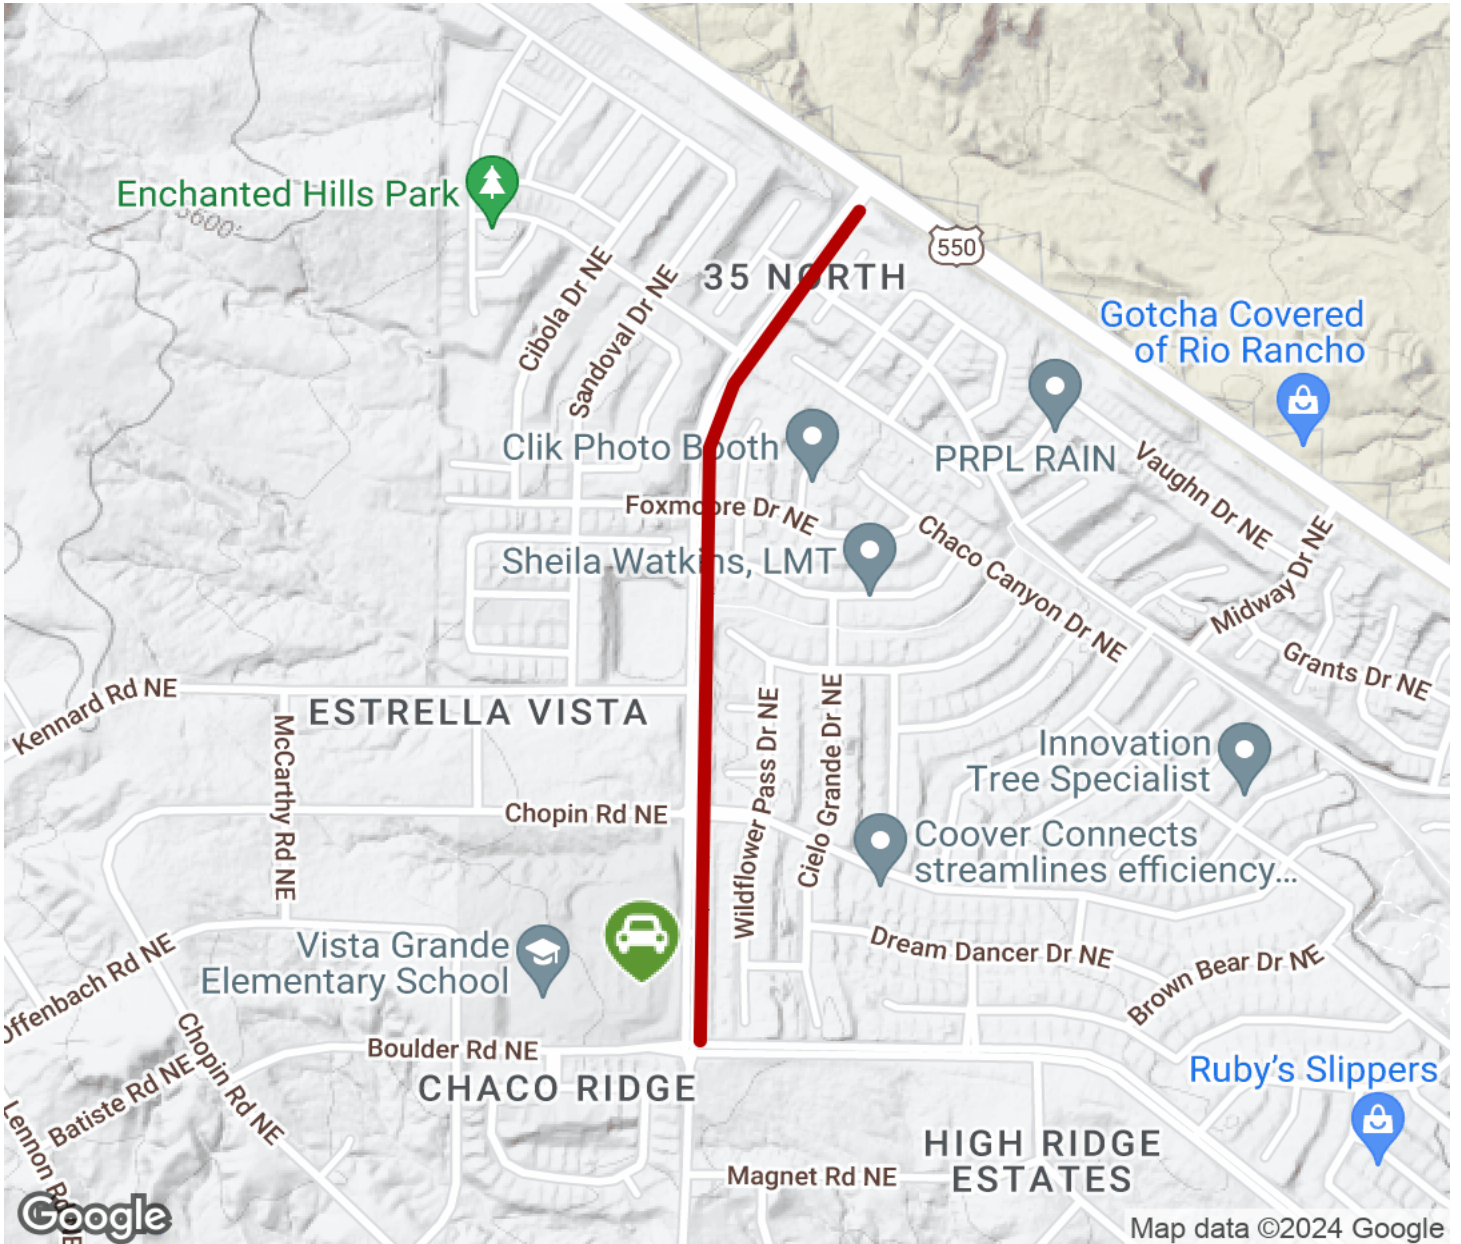 Enchanted Hills Park
5600'
550
35 NORTH
Cibola Dr NE
Sandoval Dr NE
Gotcha Covered
of Rio Rancho
Clik Photo Booth
PRPL RAIN
Vaughn Dr NE
Foxmoore Dr NE
Chaco Canyon Dr NE
Midway Dr NE
Sheila Watkins, LMT
Grants Dr NE
Kennard Rd NE
ESTRELLA VISTA
McCarthy Rd NE
Wildflower Pass Dr NE
Cielo Grande Dr NE
Innovation
Tree Specialist
Chopin Rd NE
Coover Connects
streamlines efficiency...
Vista Grande
Elementary School
Dream Dancer Dr NE
Brown Bear Dr NE
Offenbach Rd NE
Chopin Rd NE
Boulder Rd NE
CHACO RIDGE
Batiste Rd NE
Ruby's Slippers
Lennon Rd NE
HIGH RIDGE
ESTATES
Magnet Rd NE
Google
Map data ©2024 Google